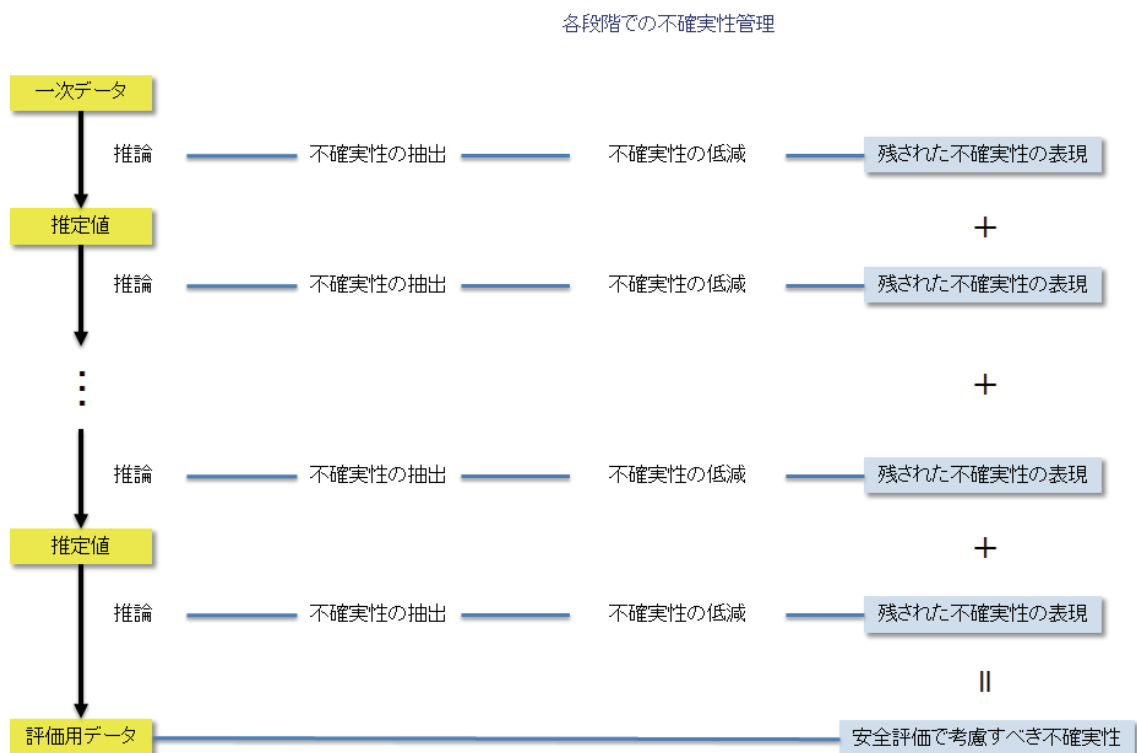 各段階での不確実性管理
一次データ
推論 不確実性の抽出 不確実性の低減 残された不確実性の表現
推定値
+
推論 不確実性の抽出 不確実性の低減 残された不確実性の表現
⋮
+
推論 不確実性の抽出 不確実性の低減 残された不確実性の表現
推定値
+
推論 不確実性の抽出 不確実性の低減 残された不確実性の表現
॥
評価用データ 安全評価で考慮すべき不確実性